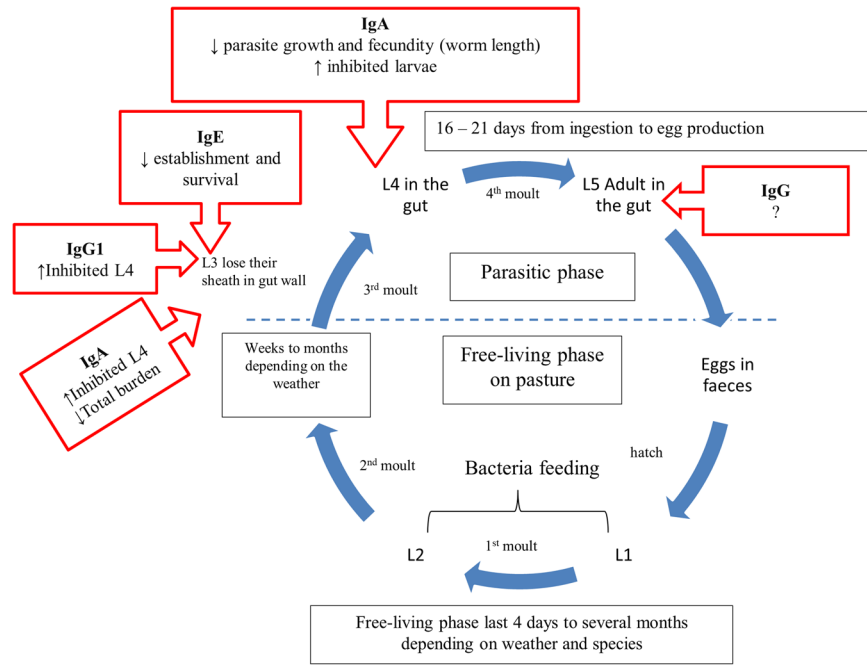 IgA
↓ parasite growth and fecundity (worm length)
↑ inhibited larvae
16 – 21 days from ingestion to egg production
IgE
↓ establishment and
survival
L4 in the
gut
4th moult
L5 Adult in
the gut
IgG
?
IgG1
↑Inhibited L4
L3 lose their
sheath in gut wall
3rd moult
Parasitic phase
IgA
↑Inhibited L4
↓Total burden
Weeks to months
depending on the
weather
Free-living phase
on pasture
Eggs in
faeces
2nd moult
Bacteria feeding
hatch
L2
1st moult
L1
Free-living phase last 4 days to several months
depending on weather and species